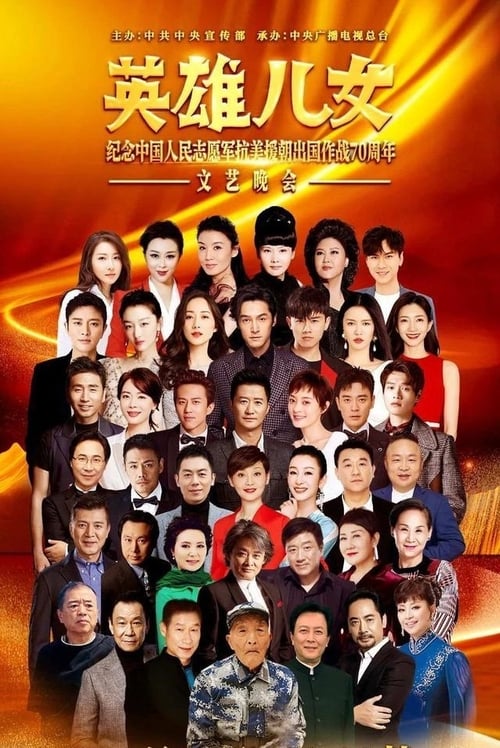 主办:中共中央宣传部 承办:中央广播电视总台
英雄儿女
纪念中国人民志愿军抗美援朝出国作战70周年
文艺晚会